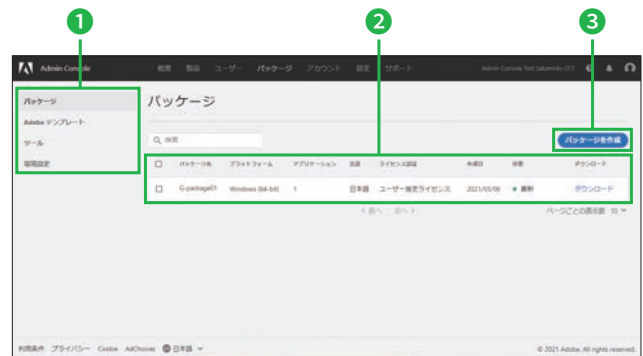 1 2 3
Admin Console 概要 製品 ユーザー パッケージ アカウント 設定 サポート Admin Console Test Sakamoto CCT
パッケージ パッケージ
Adobe テンプレート
ツール 検索 パッケージを作成
環境設定 パッケージ名 プラットフォーム アプリケーション 言語 ライセンス認証 作成日 状態 ダウンロード
G-package01 Windows (64-bit) 1 日本語 ユーザー指定ライセンス 2021/03/06 最新 ダウンロード
前へ 次へ ページごとの表示数 10
利用条件 プライバシー Cookie AdChoices 日本語 © 2021 Adobe. All rights reserved.